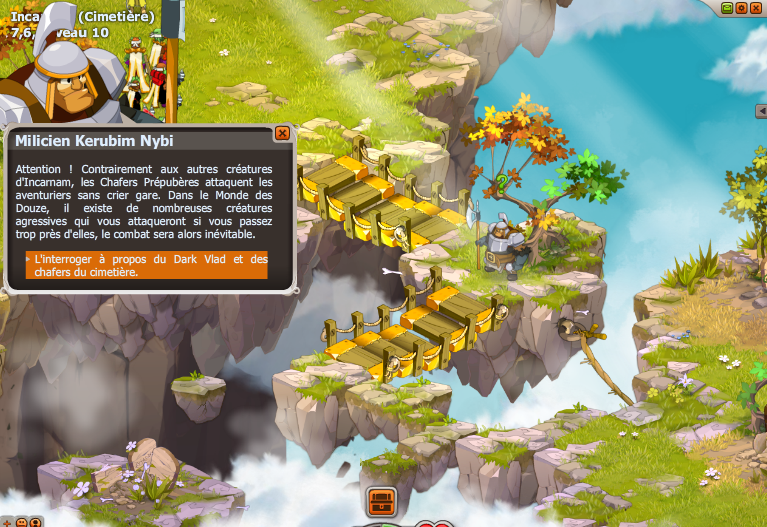 Inca (Cimetière)
7,6, veau 10
Milicien Kerubim Nybi
Attention ! Contrairement aux autres créatures
d'Incarnam, les Chafers Prépubères attaquent les
aventuriers sans crier gare. Dans le Monde des
Douze, il existe de nombreuses créatures
agressives qui vous attaqueront si vous passez
trop près d'elles, le combat sera alors inévitable.
L'interroger à propos du Dark Vlad et des
chafers du cimetière.